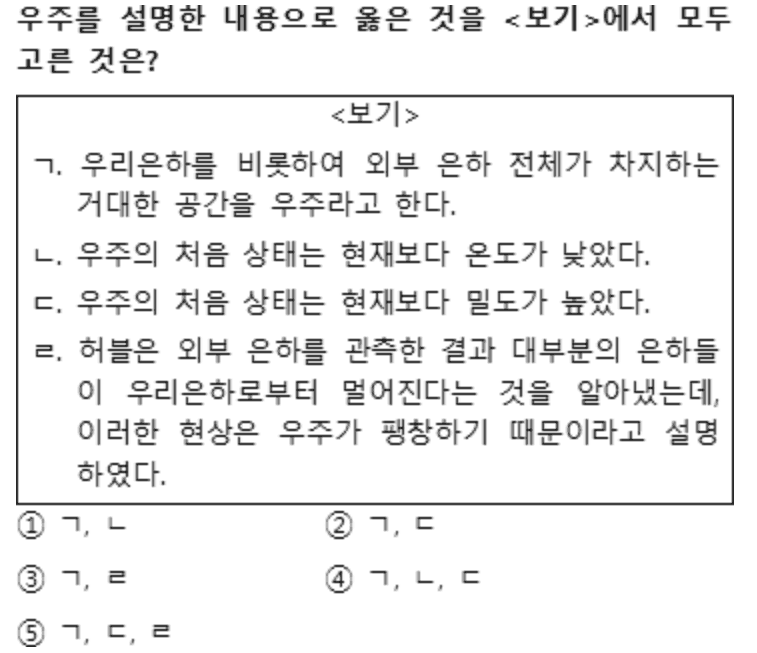 우주를 설명한 내용으로 옳은 것을 <보기>에서 모두
고른 것은?
<보기>
ㄱ. 우리은하를 비롯하여 외부 은하 전체가 차지하는
거대한 공간을 우주라고 한다.
ㄴ. 우주의 처음 상태는 현재보다 온도가 낮았다.
ㄷ. 우주의 처음 상태는 현재보다 밀도가 높았다.
ㄹ. 허블은 외부 은하를 관측한 결과 대부분의 은하들
이 우리은하로부터 멀어진다는 것을 알아냈는데,
이러한 현상은 우주가 팽창하기 때문이라고 설명
하였다.
① ㄱ, ㄴ ② ㄱ, ㄷ
③ ㄱ, ㄹ ④ ㄱ, ㄴ, ㄷ
⑤ ㄱ, ㄷ, ㄹ